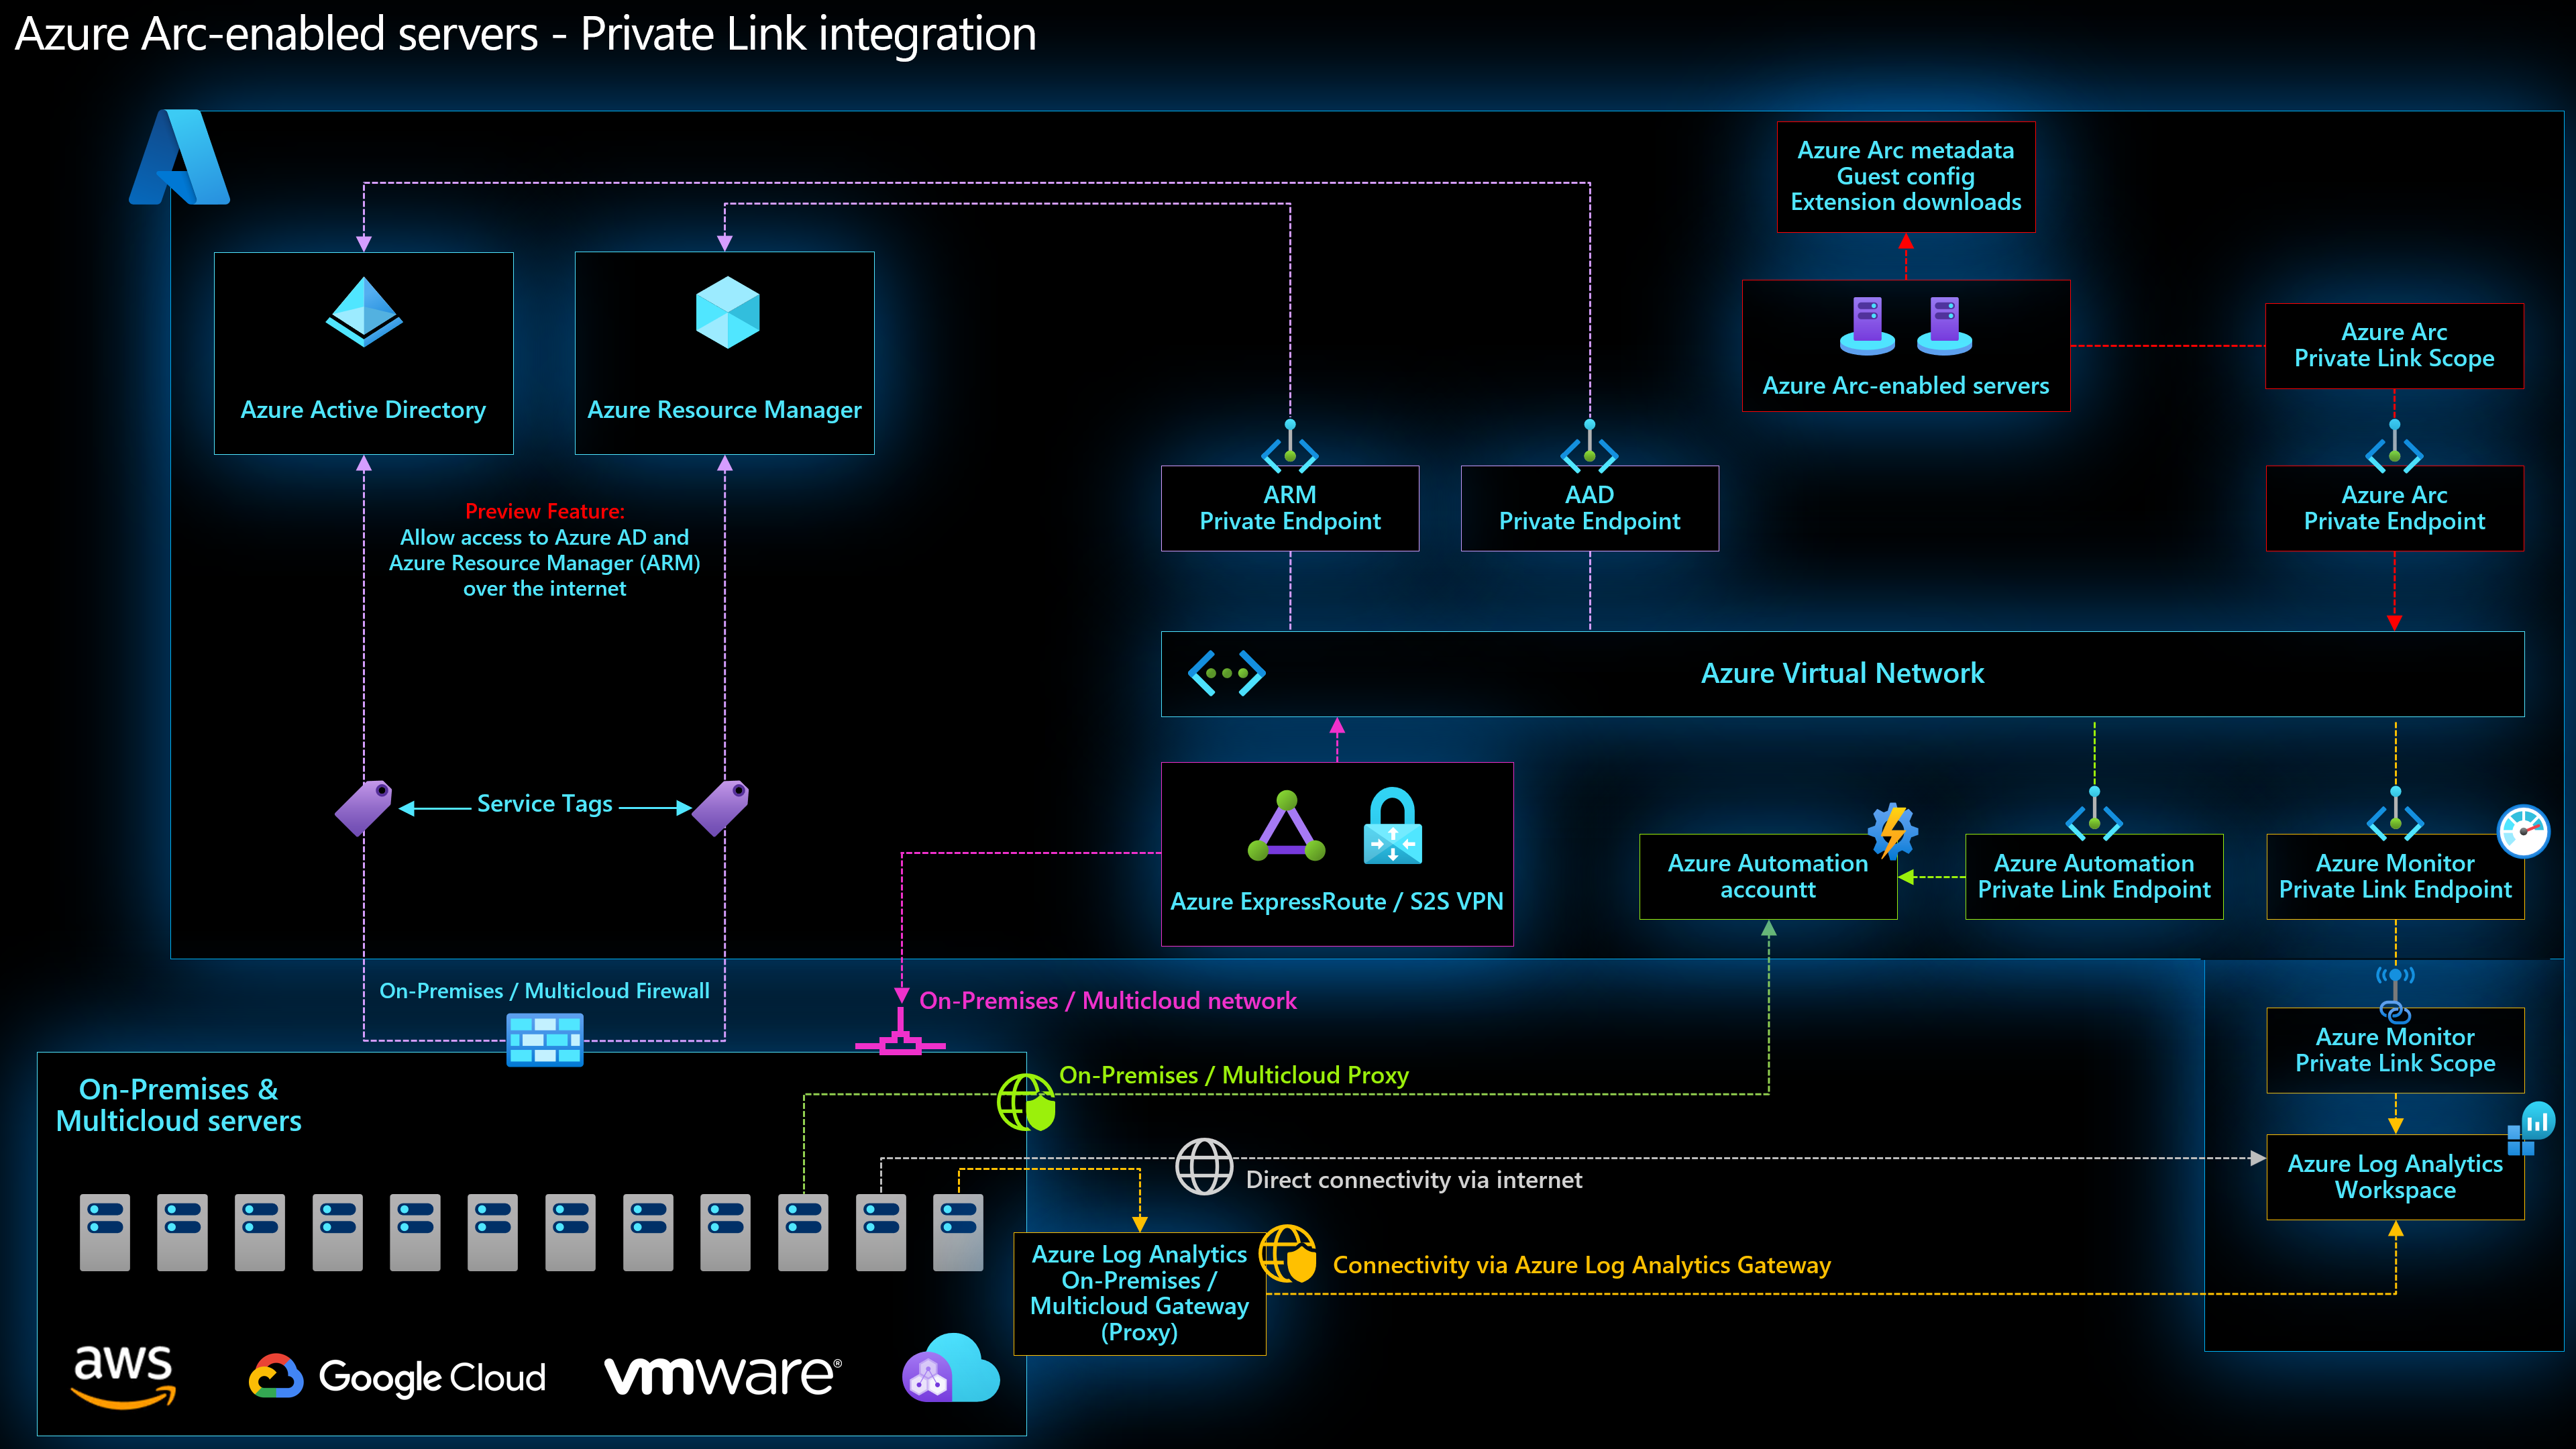 Azure Arc-enabled servers - Private Link integration
Azure Arc metadata
Guest config
Extension downloads
Azure Active Directory
Azure Resource Manager
Azure Arc-enabled servers
Azure Arc
Private Link Scope
Preview Feature:
Allow access to Azure AD and
Azure Resource Manager (ARM)
over the internet
ARM
Private Endpoint
AAD
Private Endpoint
Azure Arc
Private Endpoint
Azure Virtual Network
Service Tags
Azure ExpressRoute / S2S VPN
Azure Automation
accountt
Azure Automation
Private Link Endpoint
Azure Monitor
Private Link Endpoint
On-Premises / Multicloud Firewall
On-Premises / Multicloud network
Azure Monitor
Private Link Scope
On-Premises &
Multicloud servers
On-Premises / Multicloud Proxy
Direct connectivity via internet
Azure Log Analytics
Workspace
Azure Log Analytics
On-Premises /
Multicloud Gateway
(Proxy)
Connectivity via Azure Log Analytics Gateway
aws
Google Cloud
vmware®